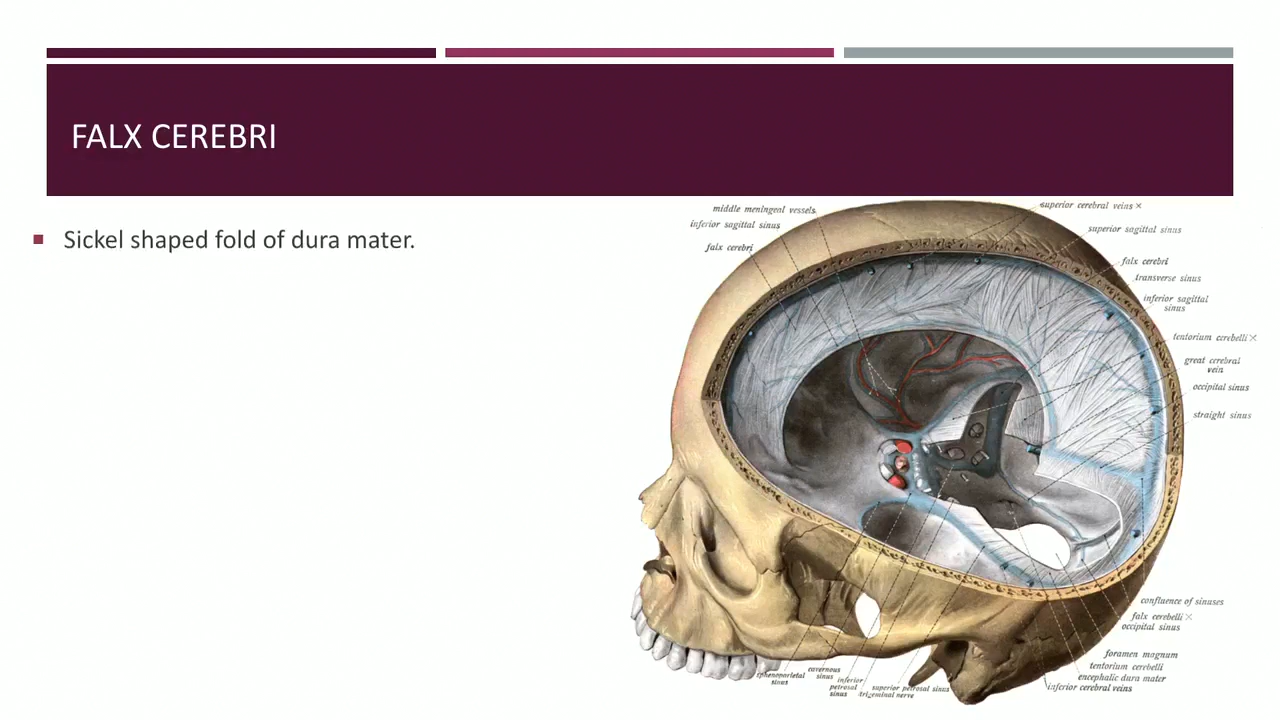 FALX CEREBRI
Sickel shaped fold of dura mater.
middle meningeal vessels
inferior sagittal sinus
falx cerebri
superior cerebral veins ×
superior sagittal sinus
falx cerebri
transverse sinus
inferior sagittal
sinus
tentorium cerebelli ×
great cerebral
vein
occipital sinus
straight sinus
confluence of sinuses
falx cerebelli ×
occipital sinus
foramen magnum
tentorium cerebelli
encephalic dura mater
inferior cerebral veins
sphenoparietal
sinus
cavernous
sinus
inferior
petrosal
sinus
superior petrosal sinus
trigeminal nerve